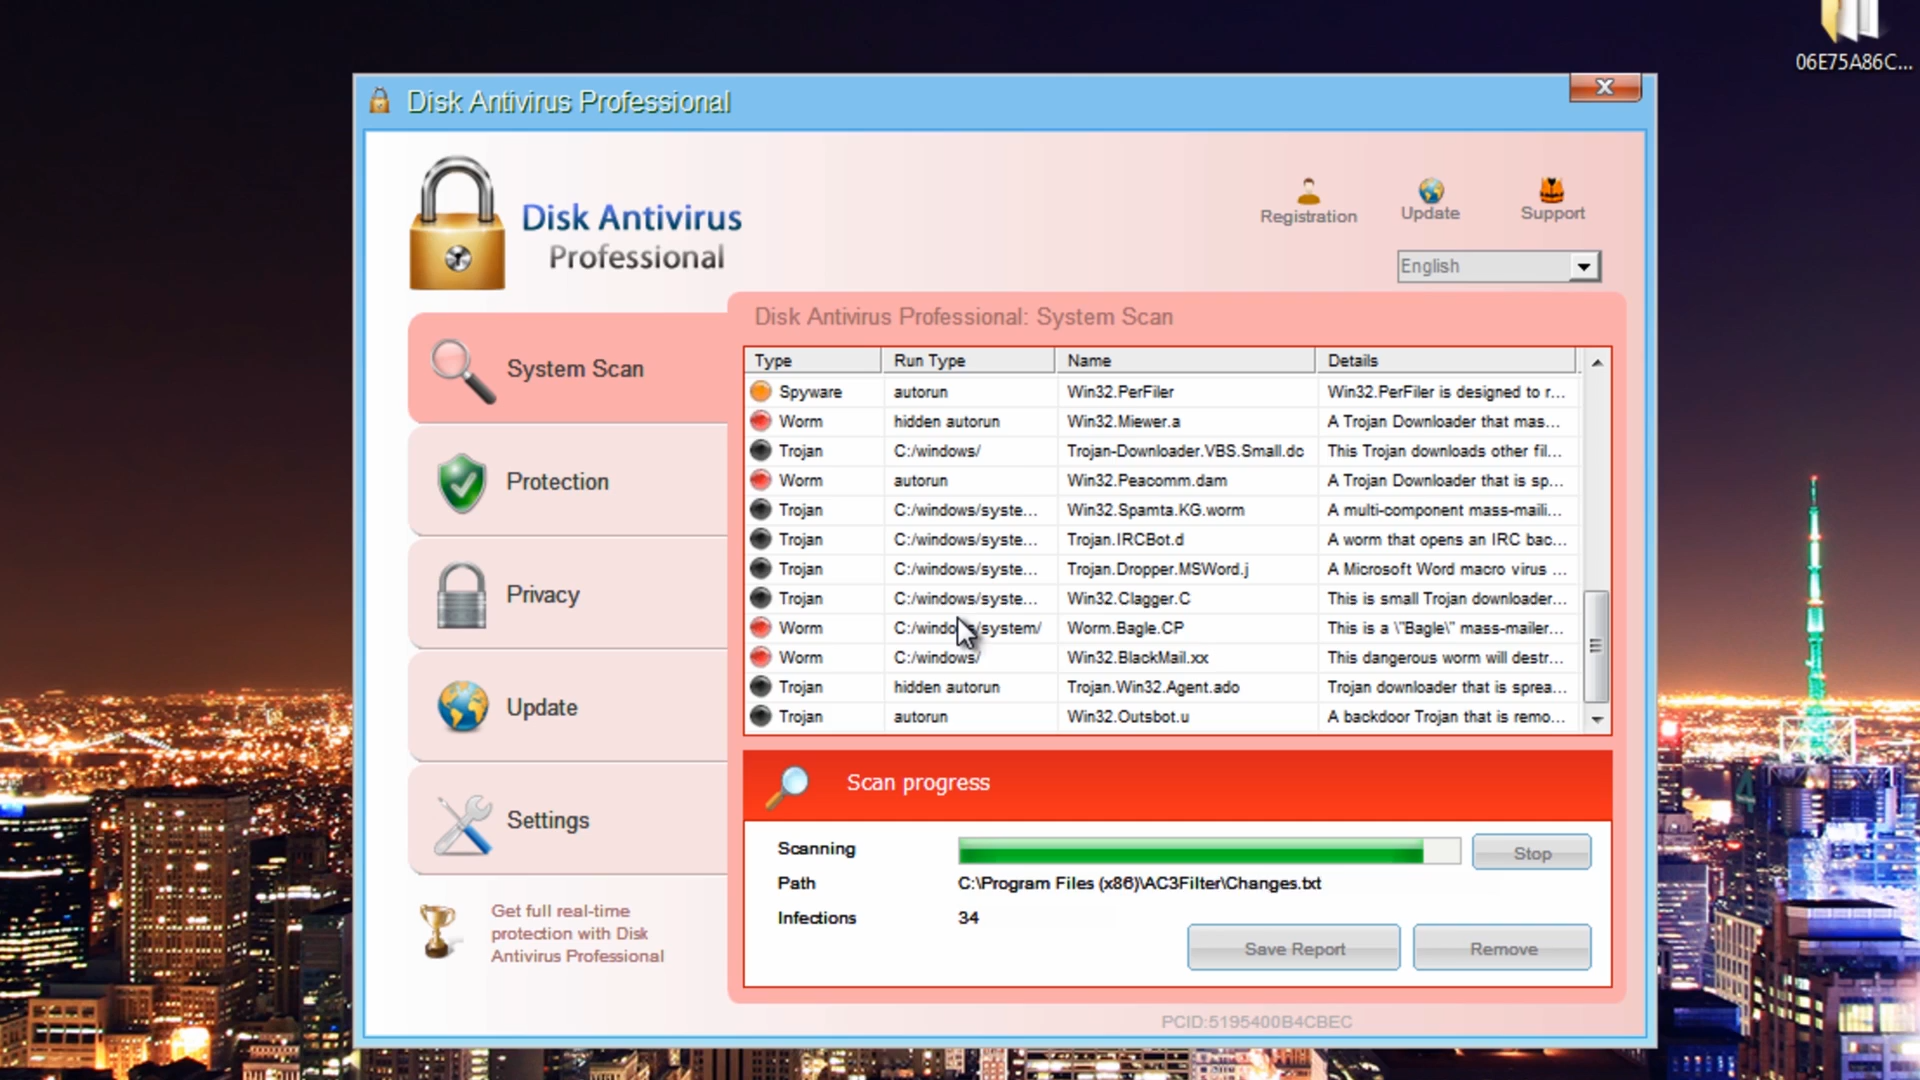 06E75A86C...
Disk Antivirus Professional
Disk Antivirus
Professional
Registration
Update
Support
English
System Scan
Protection
Privacy
Update
Settings
Get full real-time
protection with Disk
Antivirus Professional
Disk Antivirus Professional: System Scan
Type Run Type Name Details
Spyware autorun Win32.PerFiler Win32.PerFiler is designed to r...
Worm hidden autorun Win32.Miewer.a A Trojan Downloader that mas...
Trojan C:/windows/ Trojan-Downloader.VBS.Small.dc This Trojan downloads other fil...
Worm autorun Win32.Peacomm.dam A Trojan Downloader that is sp...
Trojan C:/windows/syste... Win32.Spamta.KG.worm A multi-component mass-maili...
Trojan C:/windows/syste... Trojan.IRCBot.d A worm that opens an IRC bac...
Trojan C:/windows/syste... Trojan.Dropper.MSWord.j A Microsoft Word macro virus ...
Trojan C:/windows/syste... Win32.Clagger.C This is small Trojan downloader...
Worm C:/windows/system/ Worm.Bagle.CP This is a \"Bagle\" mass-mailer...
Worm C:/windows/ Win32.BlackMail.xx This dangerous worm will destr...
Trojan hidden autorun Trojan.Win32.Agent.ado Trojan downloader that is sprea...
Trojan autorun Win32.Outsbot.u A backdoor Trojan that is remo...
Scan progress
Scanning
Stop
Path C:\Program Files (x86)\AC3Filter\Changes.txt
Infections 34
Save Report
Remove
PCID:5195400B4CBEC